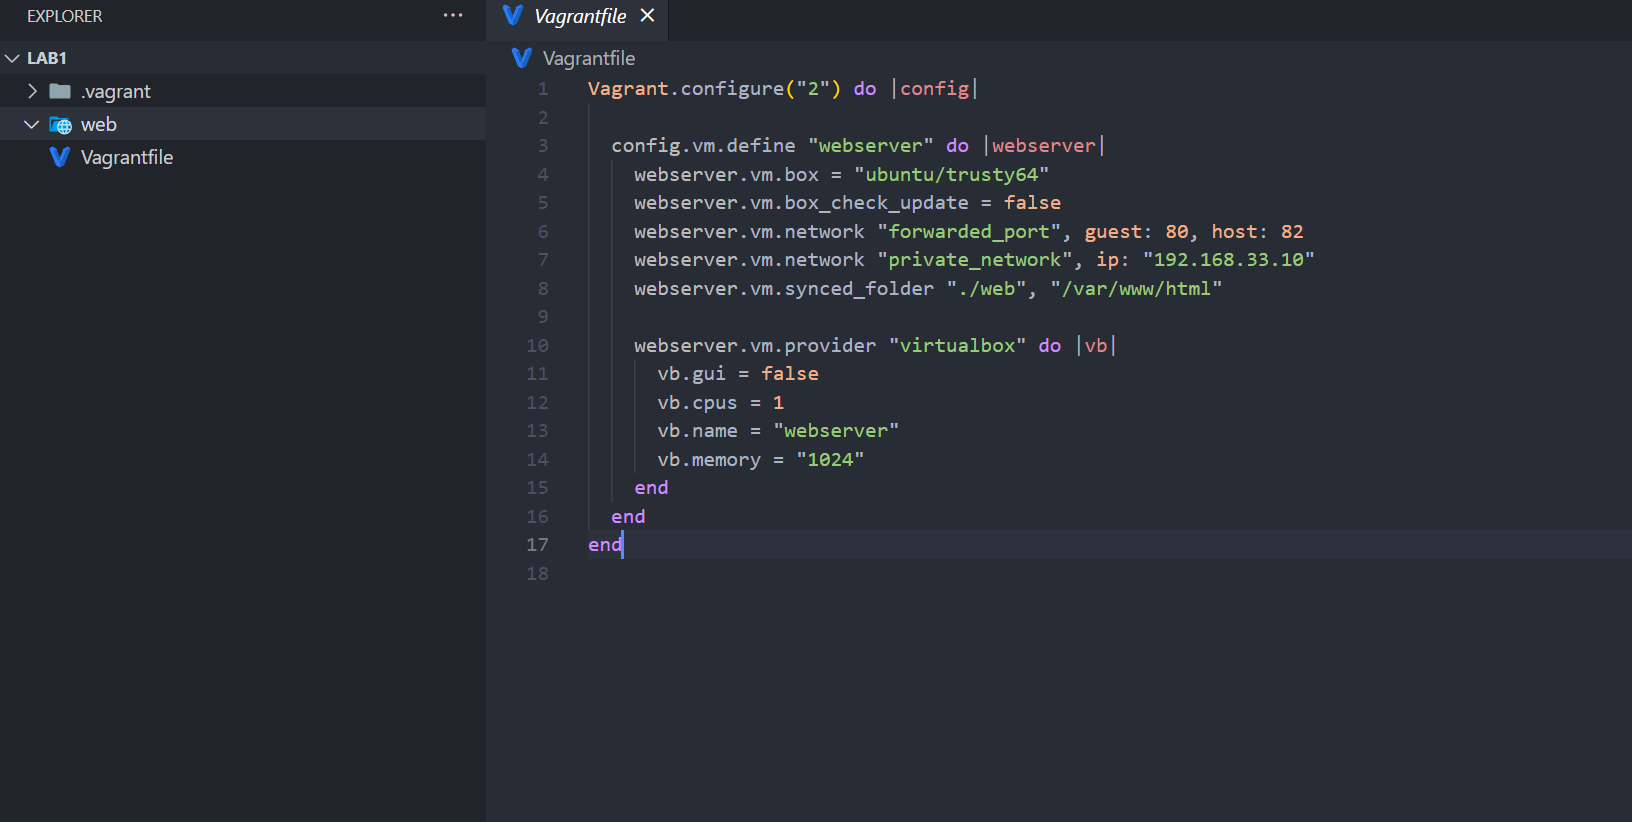 EXPLORER
LAB1
.vagrant
web
Vagrantfile
Vagrantfile
Vagrantfile
1 Vagrant.configure("2") do |config|
2
3 config.vm.define "webserver" do |webserver|
4 webserver.vm.box = "ubuntu/trusty64"
5 webserver.vm.box_check_update = false
6 webserver.vm.network "forwarded_port", guest: 80, host: 82
7 webserver.vm.network "private_network", ip: "192.168.33.10"
8 webserver.vm.synced_folder "./web", "/var/www/html"
9
10 webserver.vm.provider "virtualbox" do |vb|
11 vb.gui = false
12 vb.cpus = 1
13 vb.name = "webserver"
14 vb.memory = "1024"
15 end
16 end
17 end
18